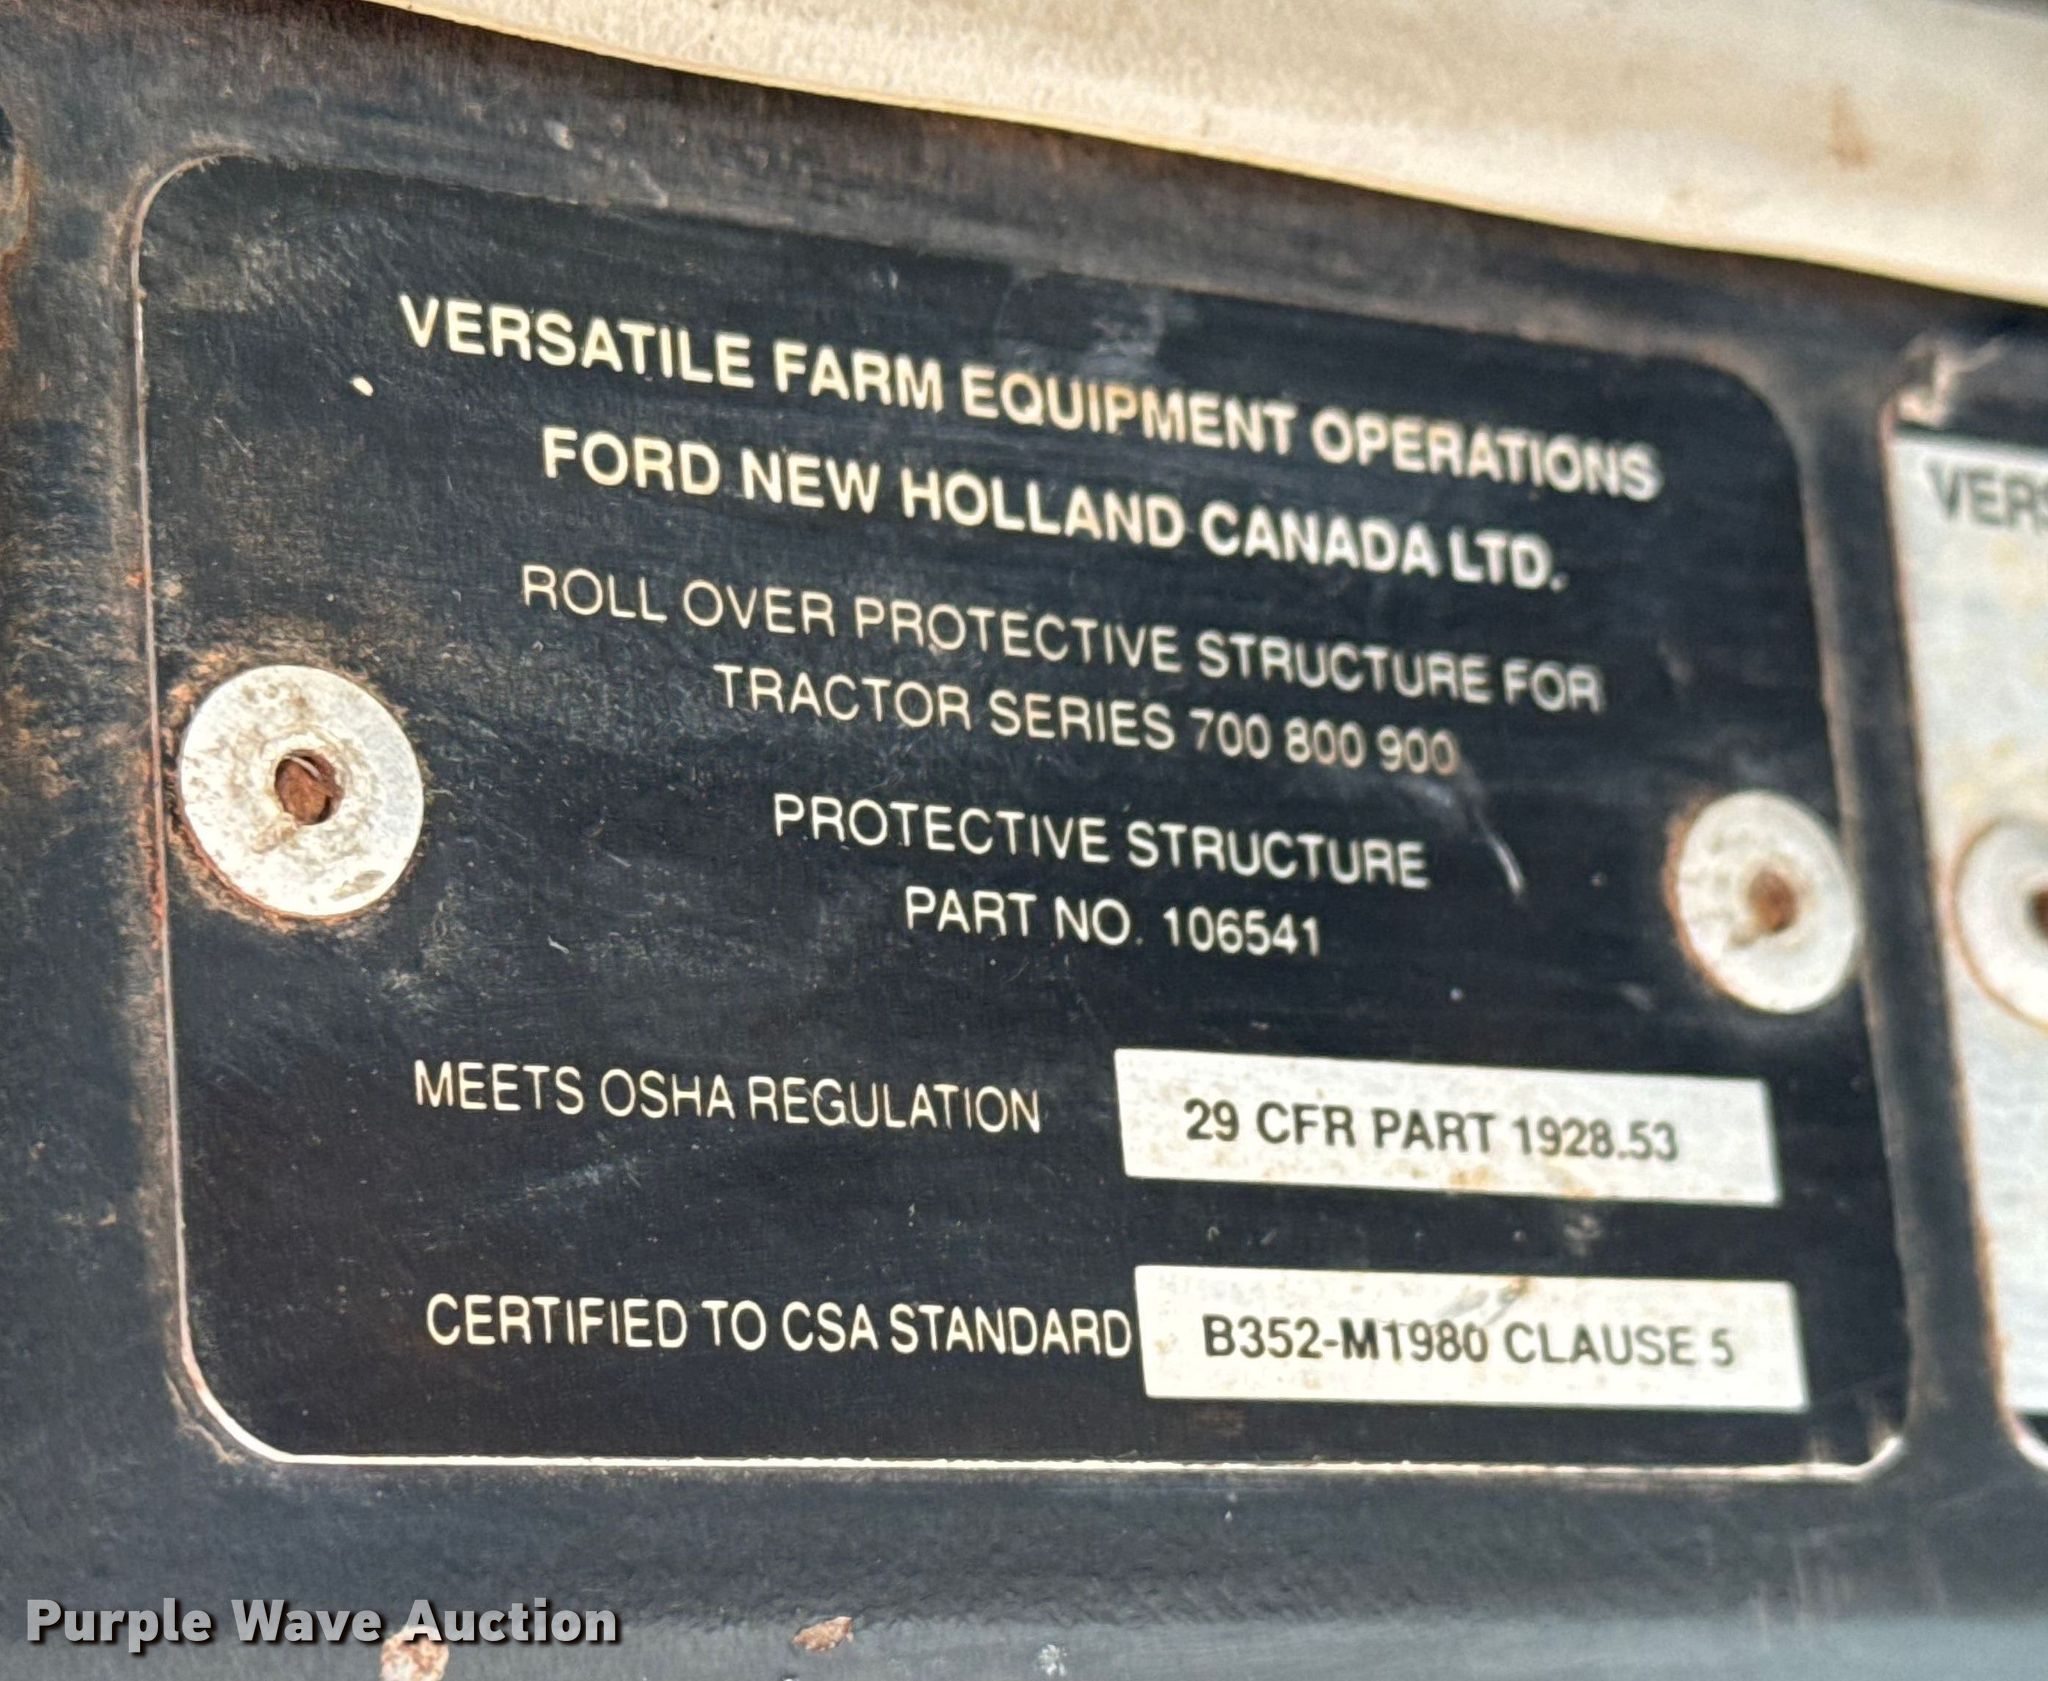 VERSATILE FARM EQUIPMENT OPERATIONS
FORD NEW HOLLAND CANADA LTD.
ROLL OVER PROTECTIVE STRUCTURE FOR
TRACTOR SERIES 700 800 900
PROTECTIVE STRUCTURE
PART NO. 106541
MEETS OSHA REGULATION 29 CFR PART 1928.53
CERTIFIED TO CSA STANDARD B352-M1980 CLAUSE 5
Purple Wave Auction